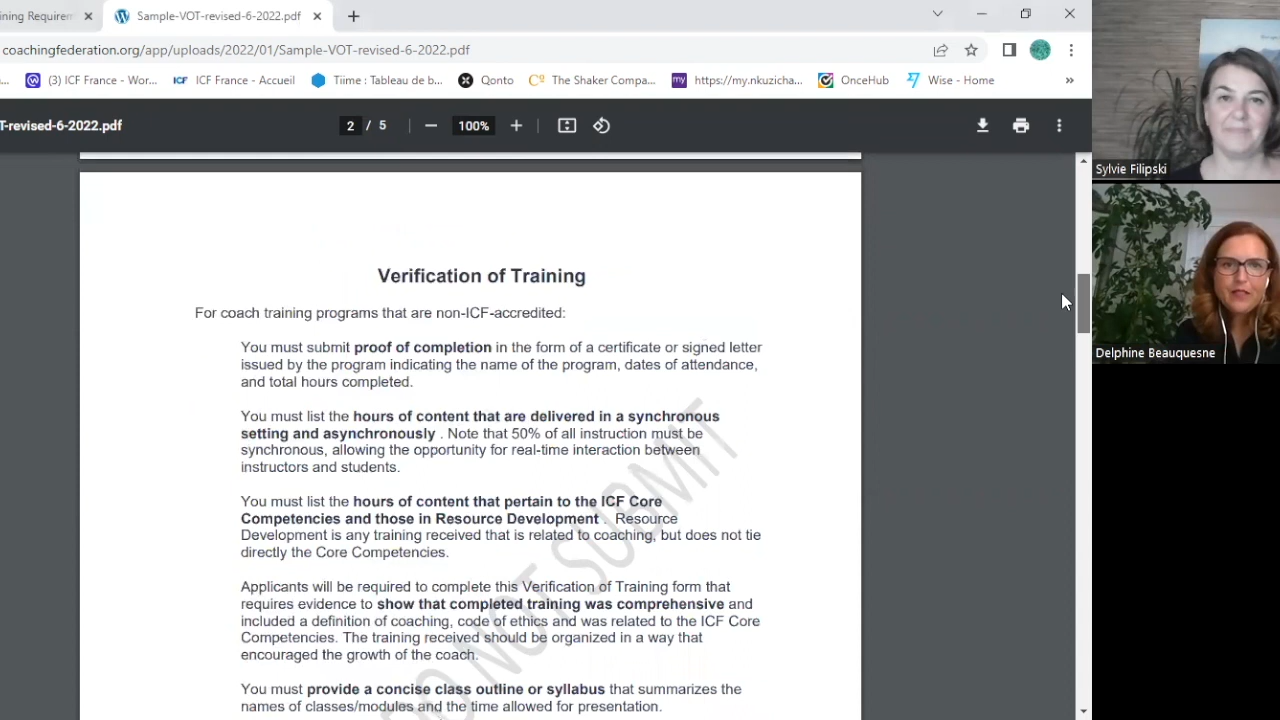 ining Requirem
Sample-VOT-revised-6-2022.pdf
coachingfederation.org/app/uploads/2022/01/Sample-VOT-revised-6-2022.pdf
(3) ICF France - Wor...
ICF France - Accueil
Tiime : Tableau de b...
Qonto
The Shaker Compa...
https://my.nkuzicha...
OnceHub
Wise - Home
T-revised-6-2022.pdf
2 / 5
100%
Sylvie Filipski
Delphine Beauquesne
Verification of Training
For coach training programs that are non-ICF-accredited:
You must submit proof of completion in the form of a certificate or signed letter
issued by the program indicating the name of the program, dates of attendance,
and total hours completed.
You must list the hours of content that are delivered in a synchronous
setting and asynchronously . Note that 50% of all instruction must be
synchronous, allowing the opportunity for real-time interaction between
instructors and students.
You must list the hours of content that pertain to the ICF Core
Competencies and those in Resource Development . Resource
Development is any training received that is related to coaching, but does not tie
directly the Core Competencies.
Applicants will be required to complete this Verification of Training form that
requires evidence to show that completed training was comprehensive and
included a definition of coaching, code of ethics and was related to the ICF Core
Competencies. The training received should be organized in a way that
encouraged the growth of the coach.
You must provide a concise class outline or syllabus that summarizes the
names of classes/modules and the time allowed for presentation.
DO NOT SUBMIT